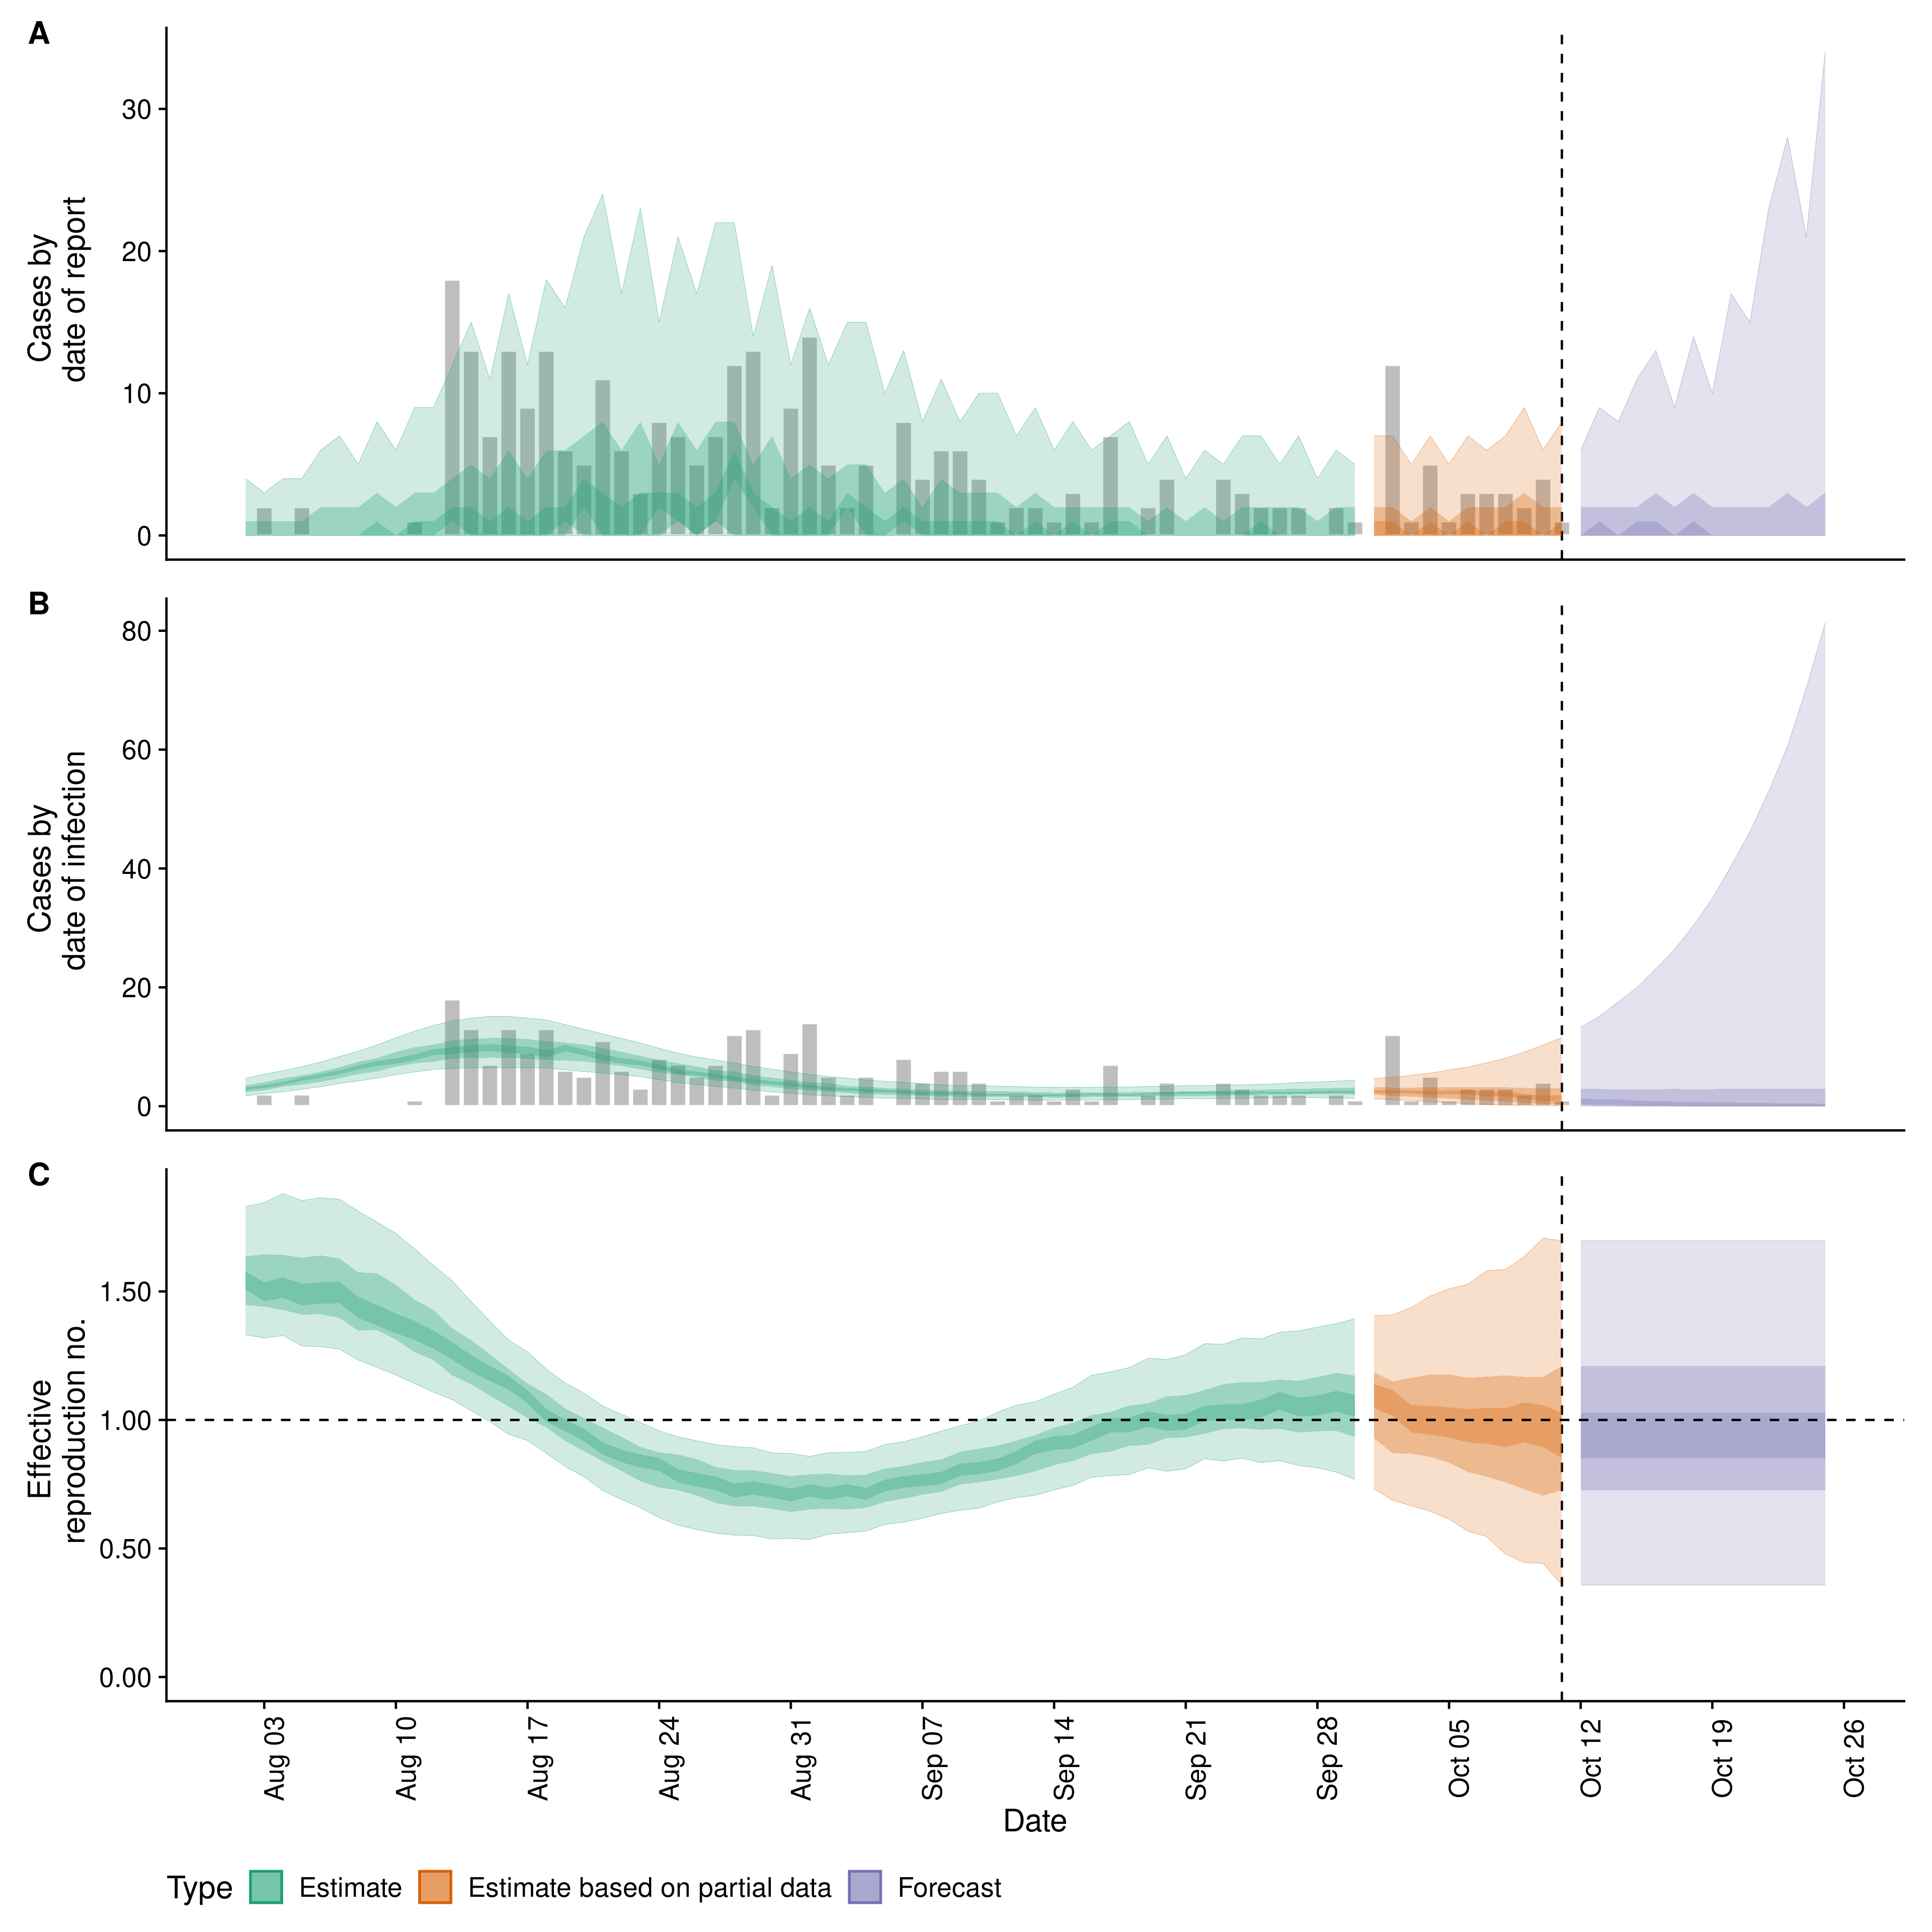 A
Cases by
date of report
30
20
10
0
B
Cases by
date of infection
80
60
40
20
0
C
Effective
reproduction no.
1.50
1.00
0.50
0.00
Aug 03
Aug 10
Aug 17
Aug 24
Aug 31
Sep 07
Sep 14
Sep 21
Sep 28
Oct 05
Oct 12
Oct 19
Oct 26
Date
Type Estimate Estimate based on partial data Forecast